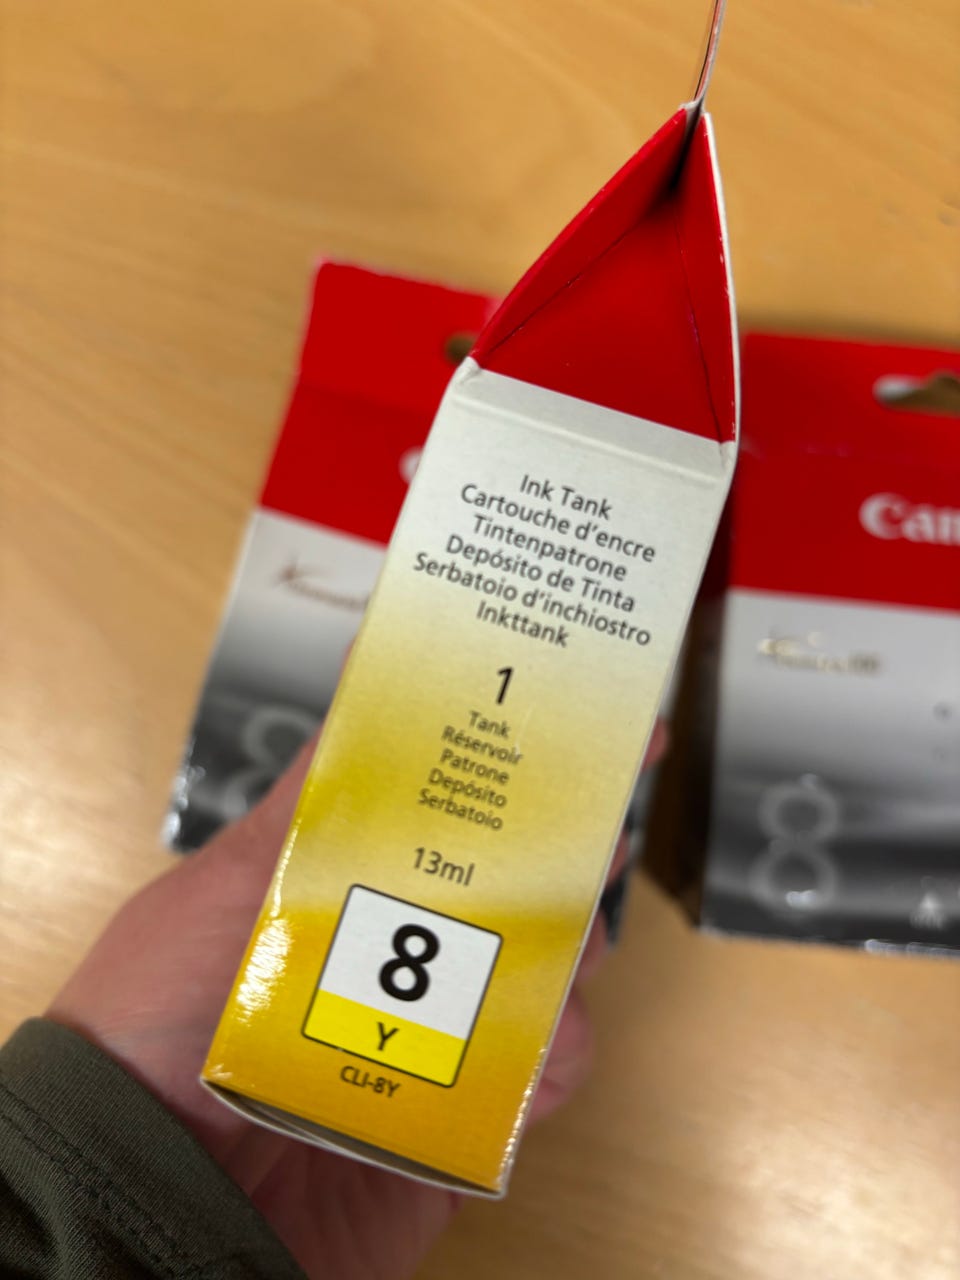 Ink Tank
Cartouche d'encre
Tintenpatrone
Depósito de Tinta
Serbatoio d'inchiostro
Inkttank
1
Tank
Réservoir
Patrone
Depósito
Serbatoio
13ml
8
Y
CLI-8Y
8
Can
8